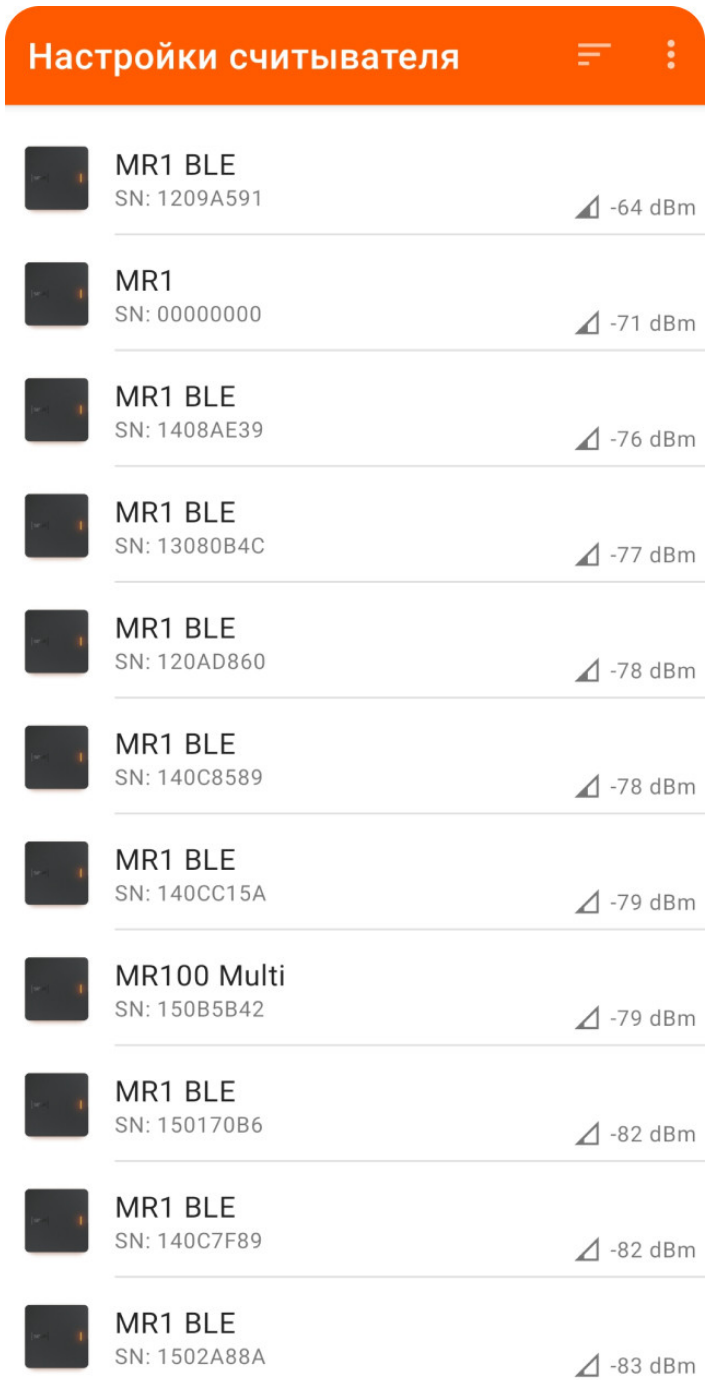 Настройки считывателя
MR1 BLE
SN: 1209A591
-64 dBm
MR1
SN: 00000000
-71 dBm
MR1 BLE
SN: 1408AE39
-76 dBm
MR1 BLE
SN: 13080B4C
-77 dBm
MR1 BLE
SN: 120AD860
-78 dBm
MR1 BLE
SN: 140C8589
-78 dBm
MR1 BLE
SN: 140CC15A
-79 dBm
MR100 Multi
SN: 150B5B42
-79 dBm
MR1 BLE
SN: 150170B6
-82 dBm
MR1 BLE
SN: 140C7F89
-82 dBm
MR1 BLE
SN: 1502A88A
-83 dBm